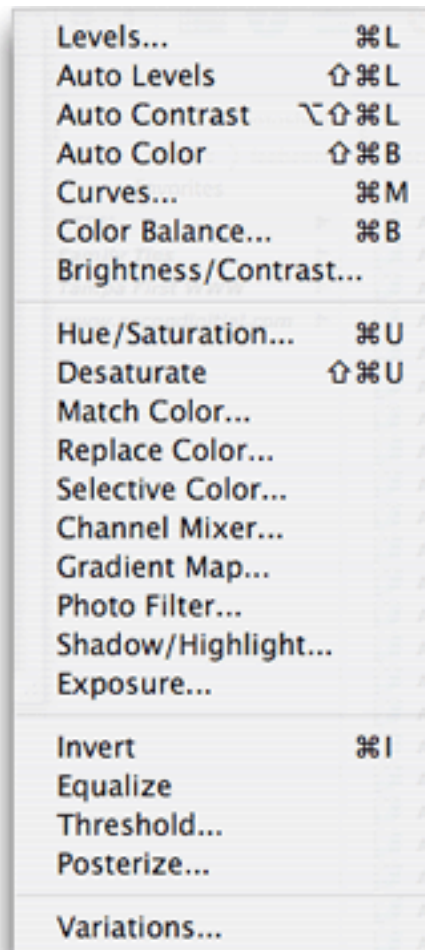 Levels... ⌘L
Auto Levels ⇧⌘L
Auto Contrast ⌥⇧⌘L
Auto Color ⇧⌘B
Curves... ⌘M
Color Balance... ⌘B
Brightness/Contrast...
Hue/Saturation... ⌘U
Desaturate ⇧⌘U
Match Color...
Replace Color...
Selective Color...
Channel Mixer...
Gradient Map...
Photo Filter...
Shadow/Highlight...
Exposure...
Invert ⌘I
Equalize
Threshold...
Posterize...
Variations...